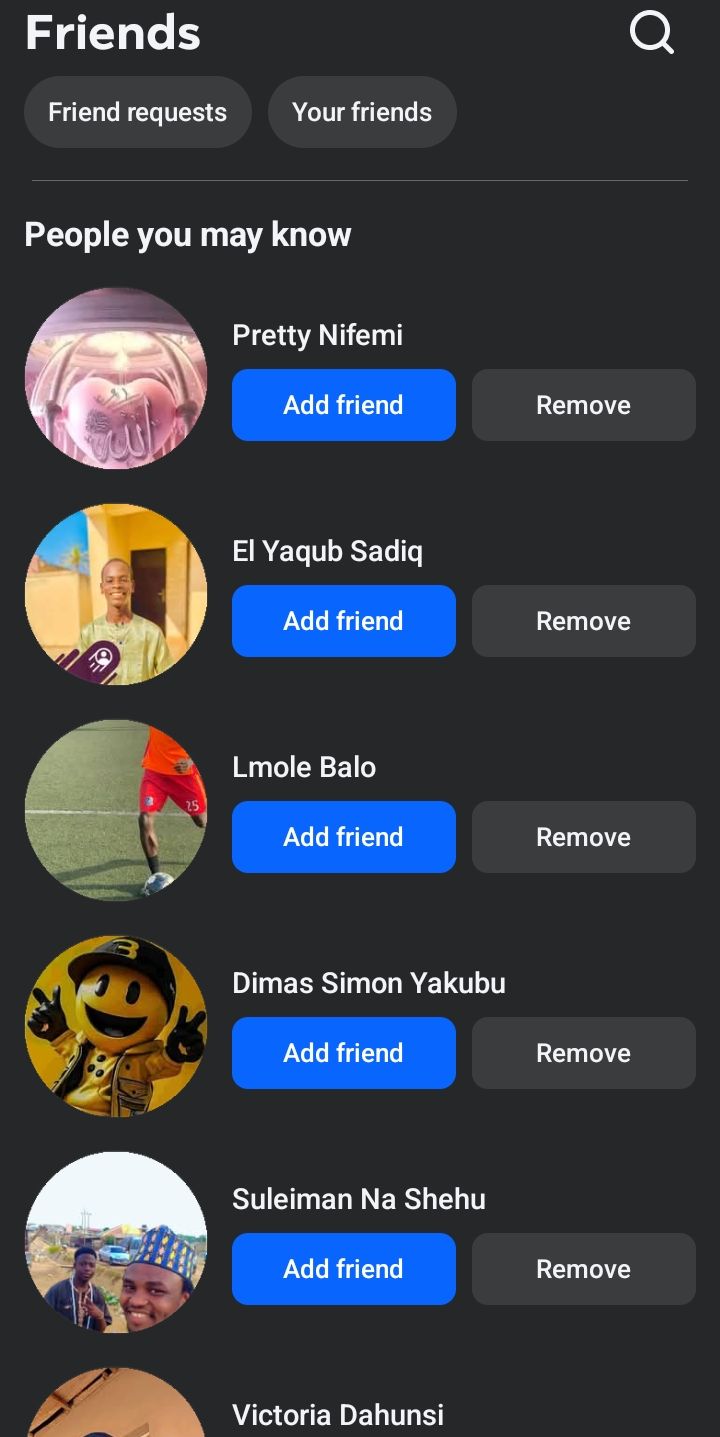 Friends
Friend requests
Your friends
People you may know
Pretty Nifemi
Add friend
Remove
الله
El Yaqub Sadiq
Add friend
Remove
Lmole Balo
25
Add friend
Remove
B
Dimas Simon Yakubu
Add friend
Remove
Suleiman Na Shehu
Add friend
Remove
Victoria Dahunsi